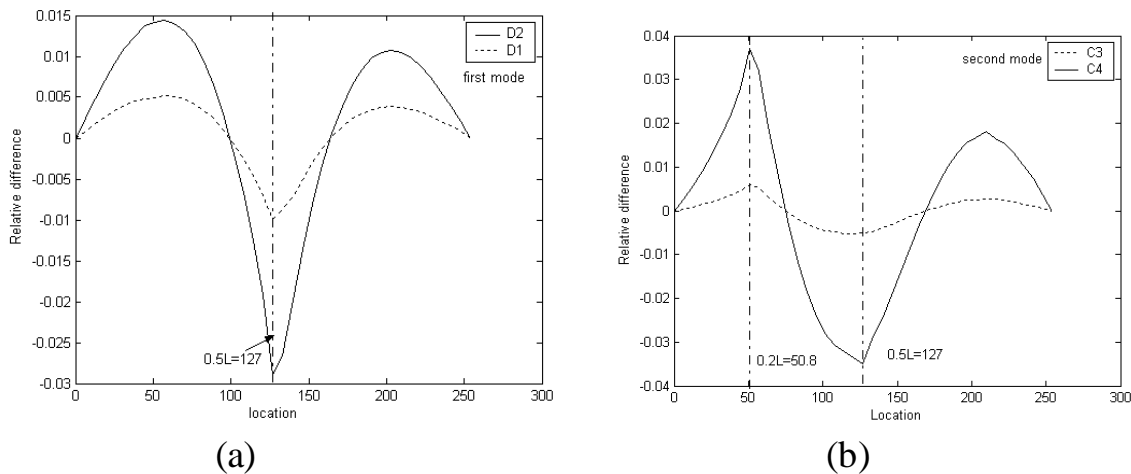 0.015
0.01
0.005
0
-0.005
-0.01
-0.015
-0.02
-0.025
-0.03
Relative difference
D2
D1
first mode
0.5L=127
0
50
100
150
200
250
300
location
(a)
0.04
0.03
0.02
0.01
0
-0.01
-0.02
-0.03
-0.04
Relative difference
second mode
C3
C4
0.2L=50.8
0.5L=127
0
50
100
150
200
250
300
Location
(b)